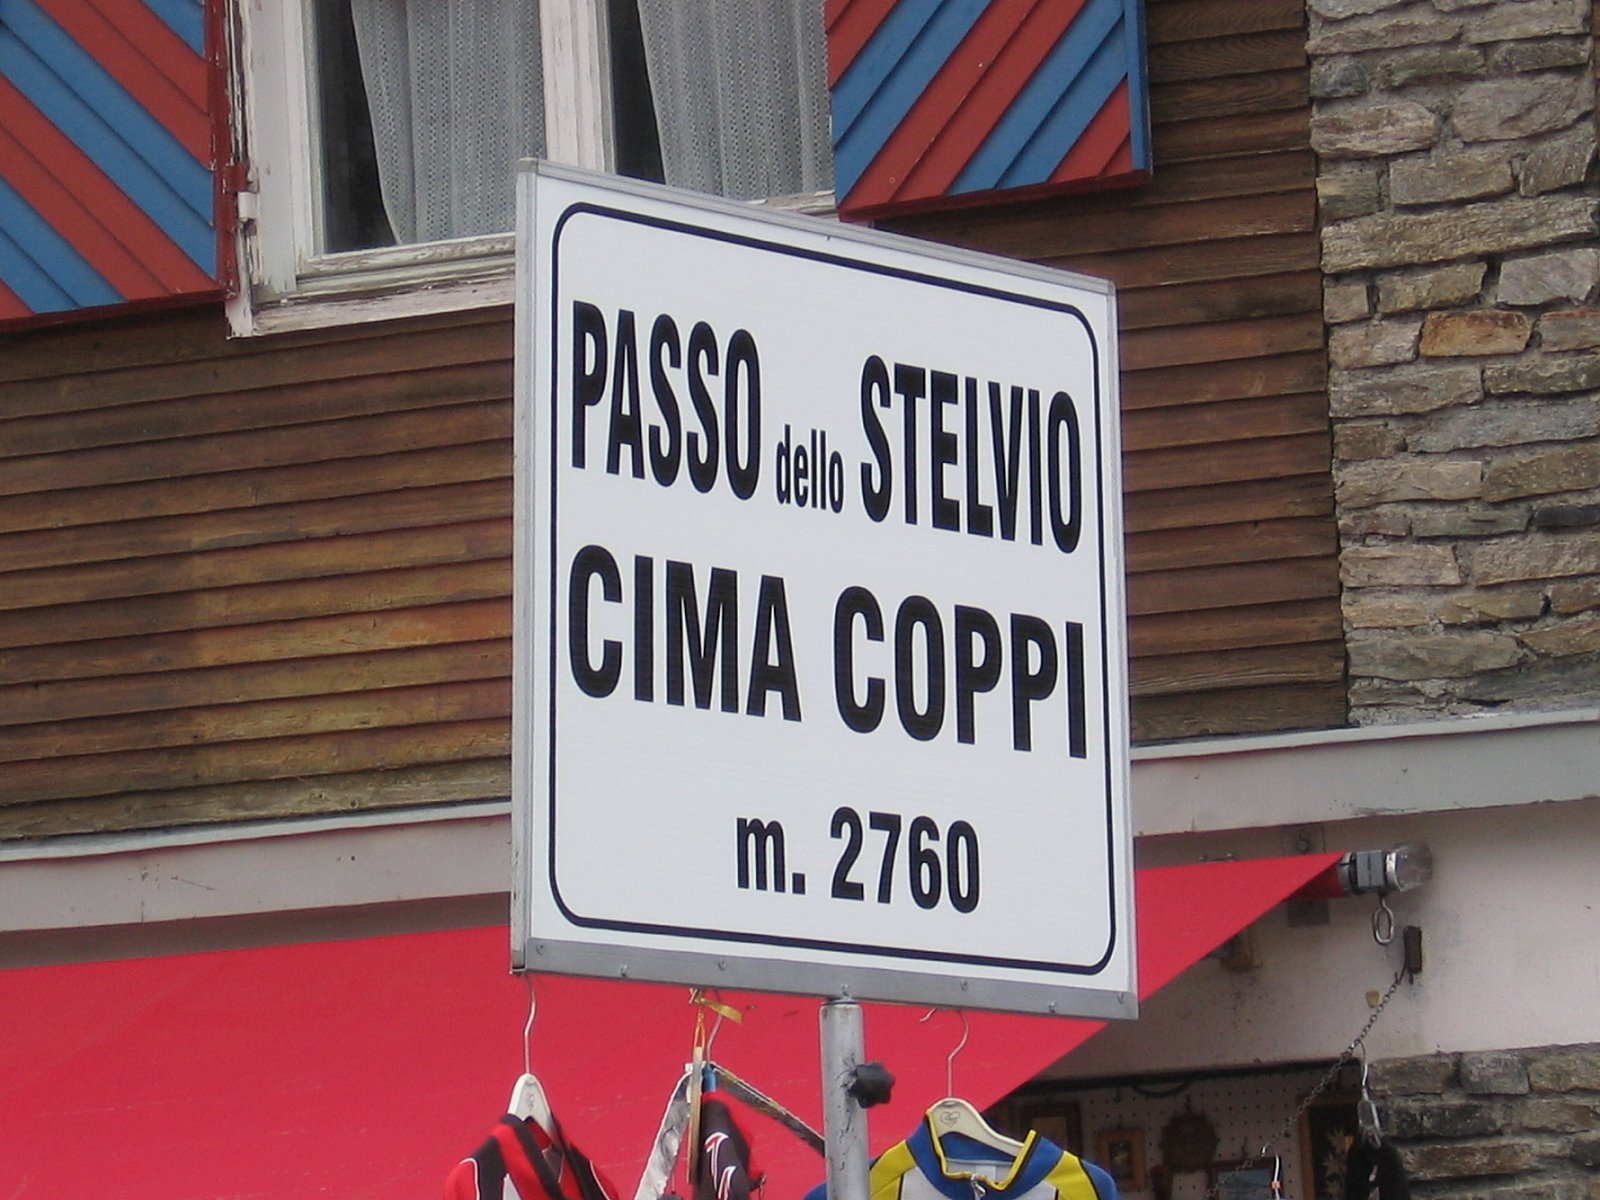 PASSO dello STELVIO
CIMA COPPI
m. 2760